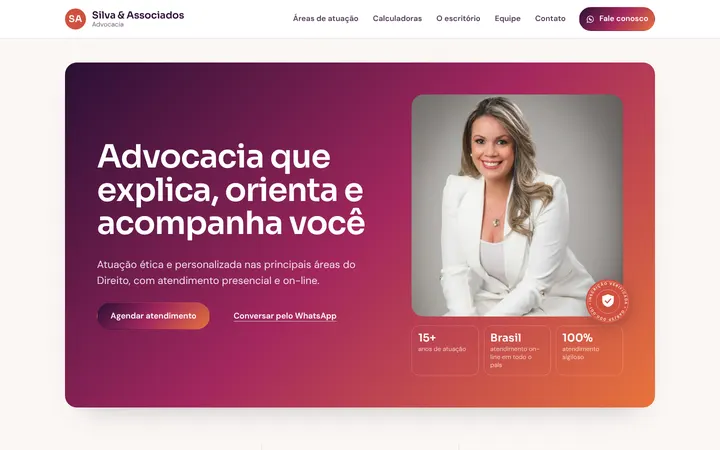 SA
Silva & Associados
Advocacia
Áreas de atuação
Calculadoras
O escritório
Equipe
Contato
Fale conosco
Advocacia que
explica, orienta e
acompanha você
Atuação ética e personalizada nas principais áreas do
Direito, com atendimento presencial e on-line.
Agendar atendimento
Conversar pelo WhatsApp
INSCRIÇÃO VERIFICADA
15+
anos de atuação
Brasil
atendimento on-
line em todo o
país
100%
atendimento
sigiloso